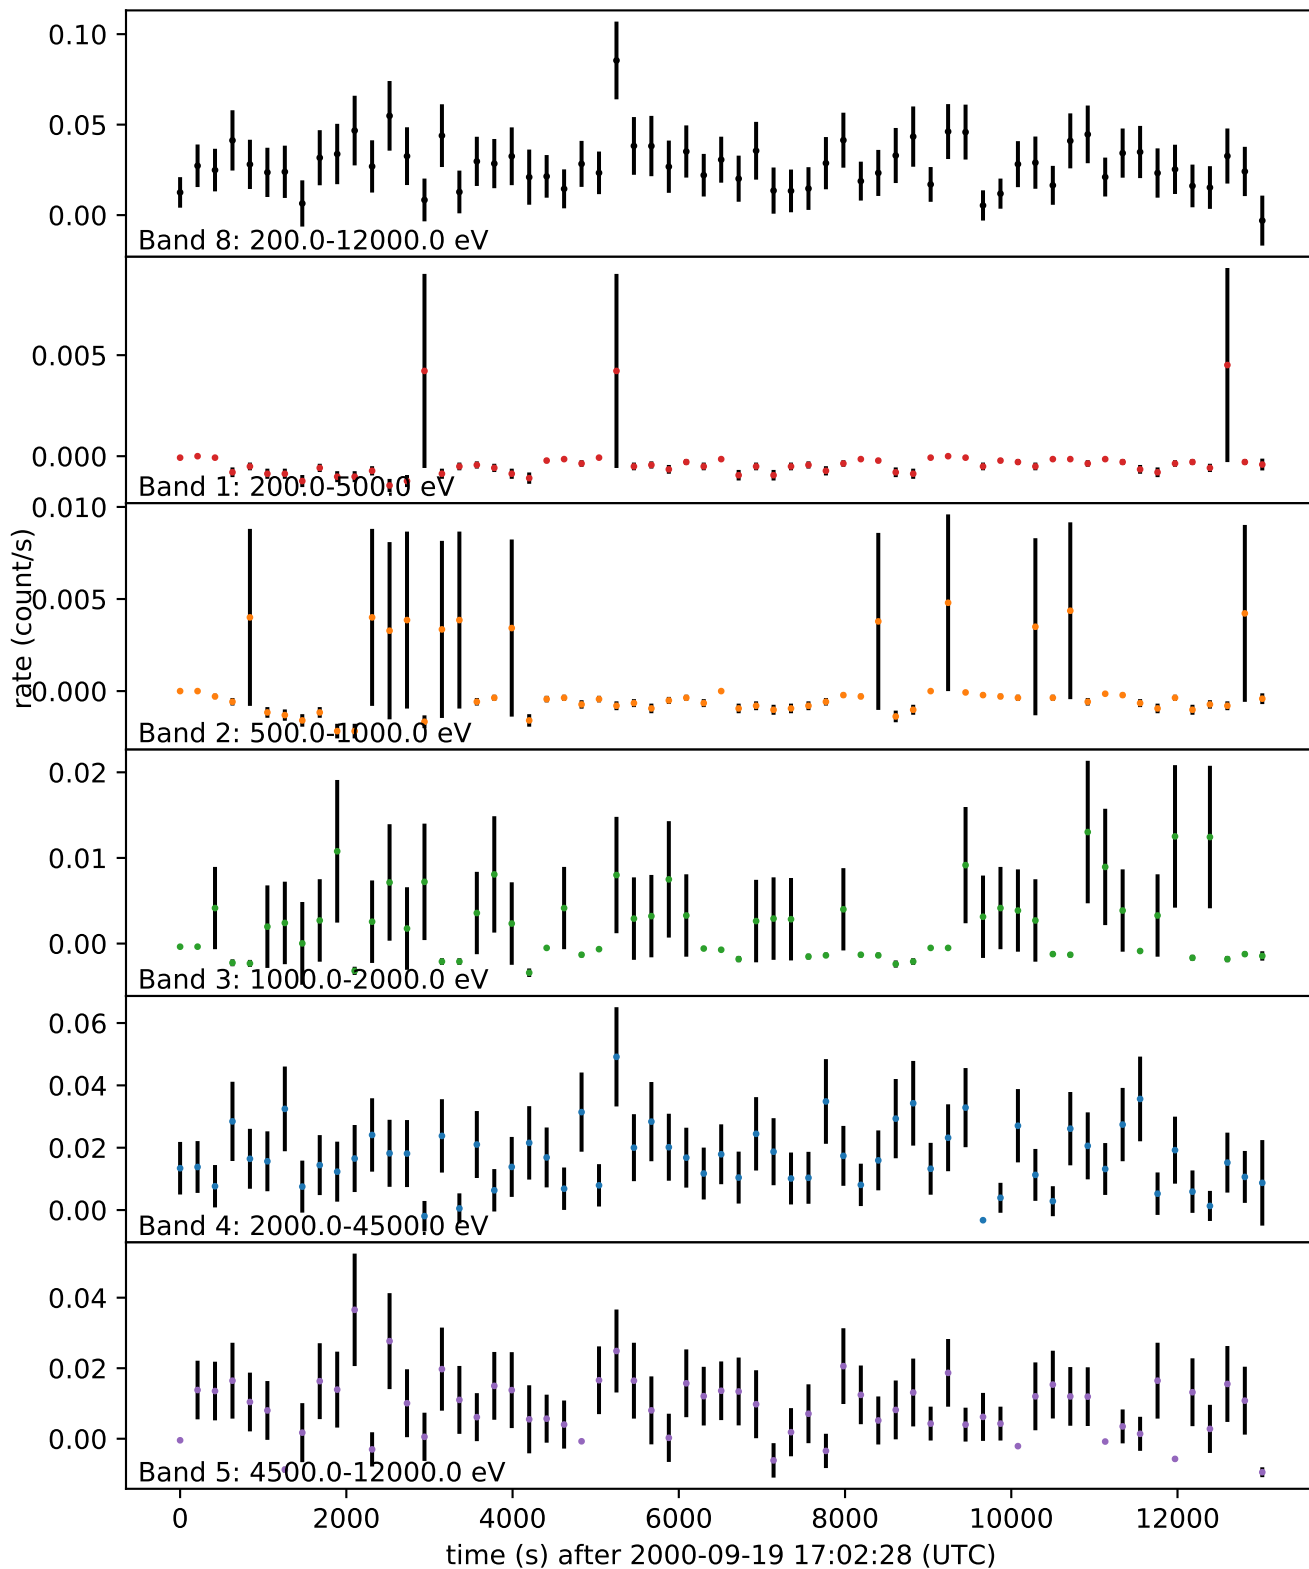 0.10
0.05
0.00
Band 8: 200.0-12000.0 eV
0.005
0.000
Band 1: 200.0-500.0 eV
rate (count/s)
0.010
0.005
0.000
Band 2: 500.0-1000.0 eV
0.02
0.01
0.00
Band 3: 1000.0-2000.0 eV
0.06
0.04
0.02
0.00
Band 4: 2000.0-4500.0 eV
0.04
0.02
0.00
Band 5: 4500.0-12000.0 eV
0 2000 4000 6000 8000 10000 12000
time (s) after 2000-09-19 17:02:28 (UTC)